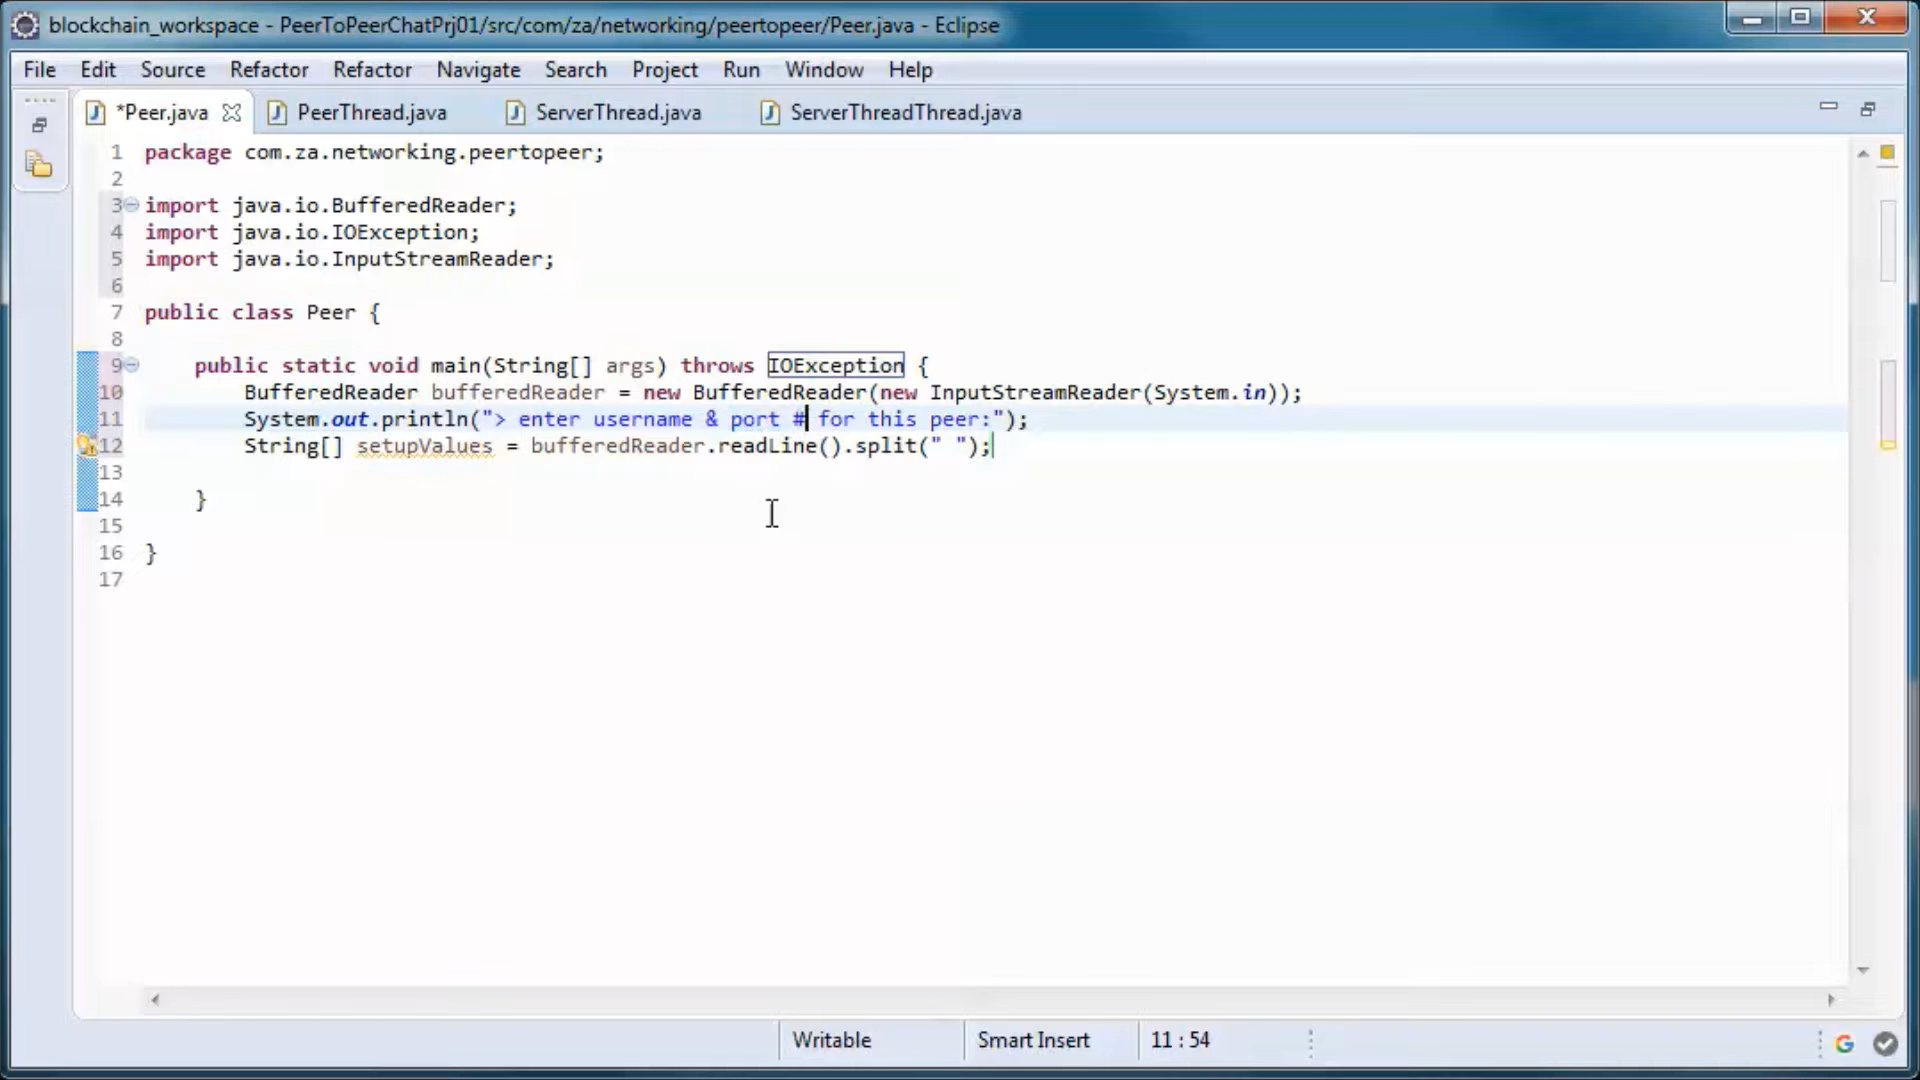 blockchain_workspace - PeerToPeerChatPrj01/src/com/za/networking/peertopeer/Peer.java - Eclipse
File Edit Source Refactor Refactor Navigate Search Project Run Window Help
*Peer.java PeerThread.java ServerThread.java ServerThreadThread.java
1 package com.za.networking.peertopeer;
2
3 import java.io.BufferedReader;
4 import java.io.IOException;
5 import java.io.InputStreamReader;
6
7 public class Peer {
8
9 public static void main(String[] args) throws IOException {
10 BufferedReader bufferedReader = new BufferedReader(new InputStreamReader(System.in));
11 System.out.println("> enter username & port # for this peer:");
12 String[] setupValues = bufferedReader.readLine().split(" ");
13
14 }
15
16 }
17
Writable Smart Insert 11 : 54